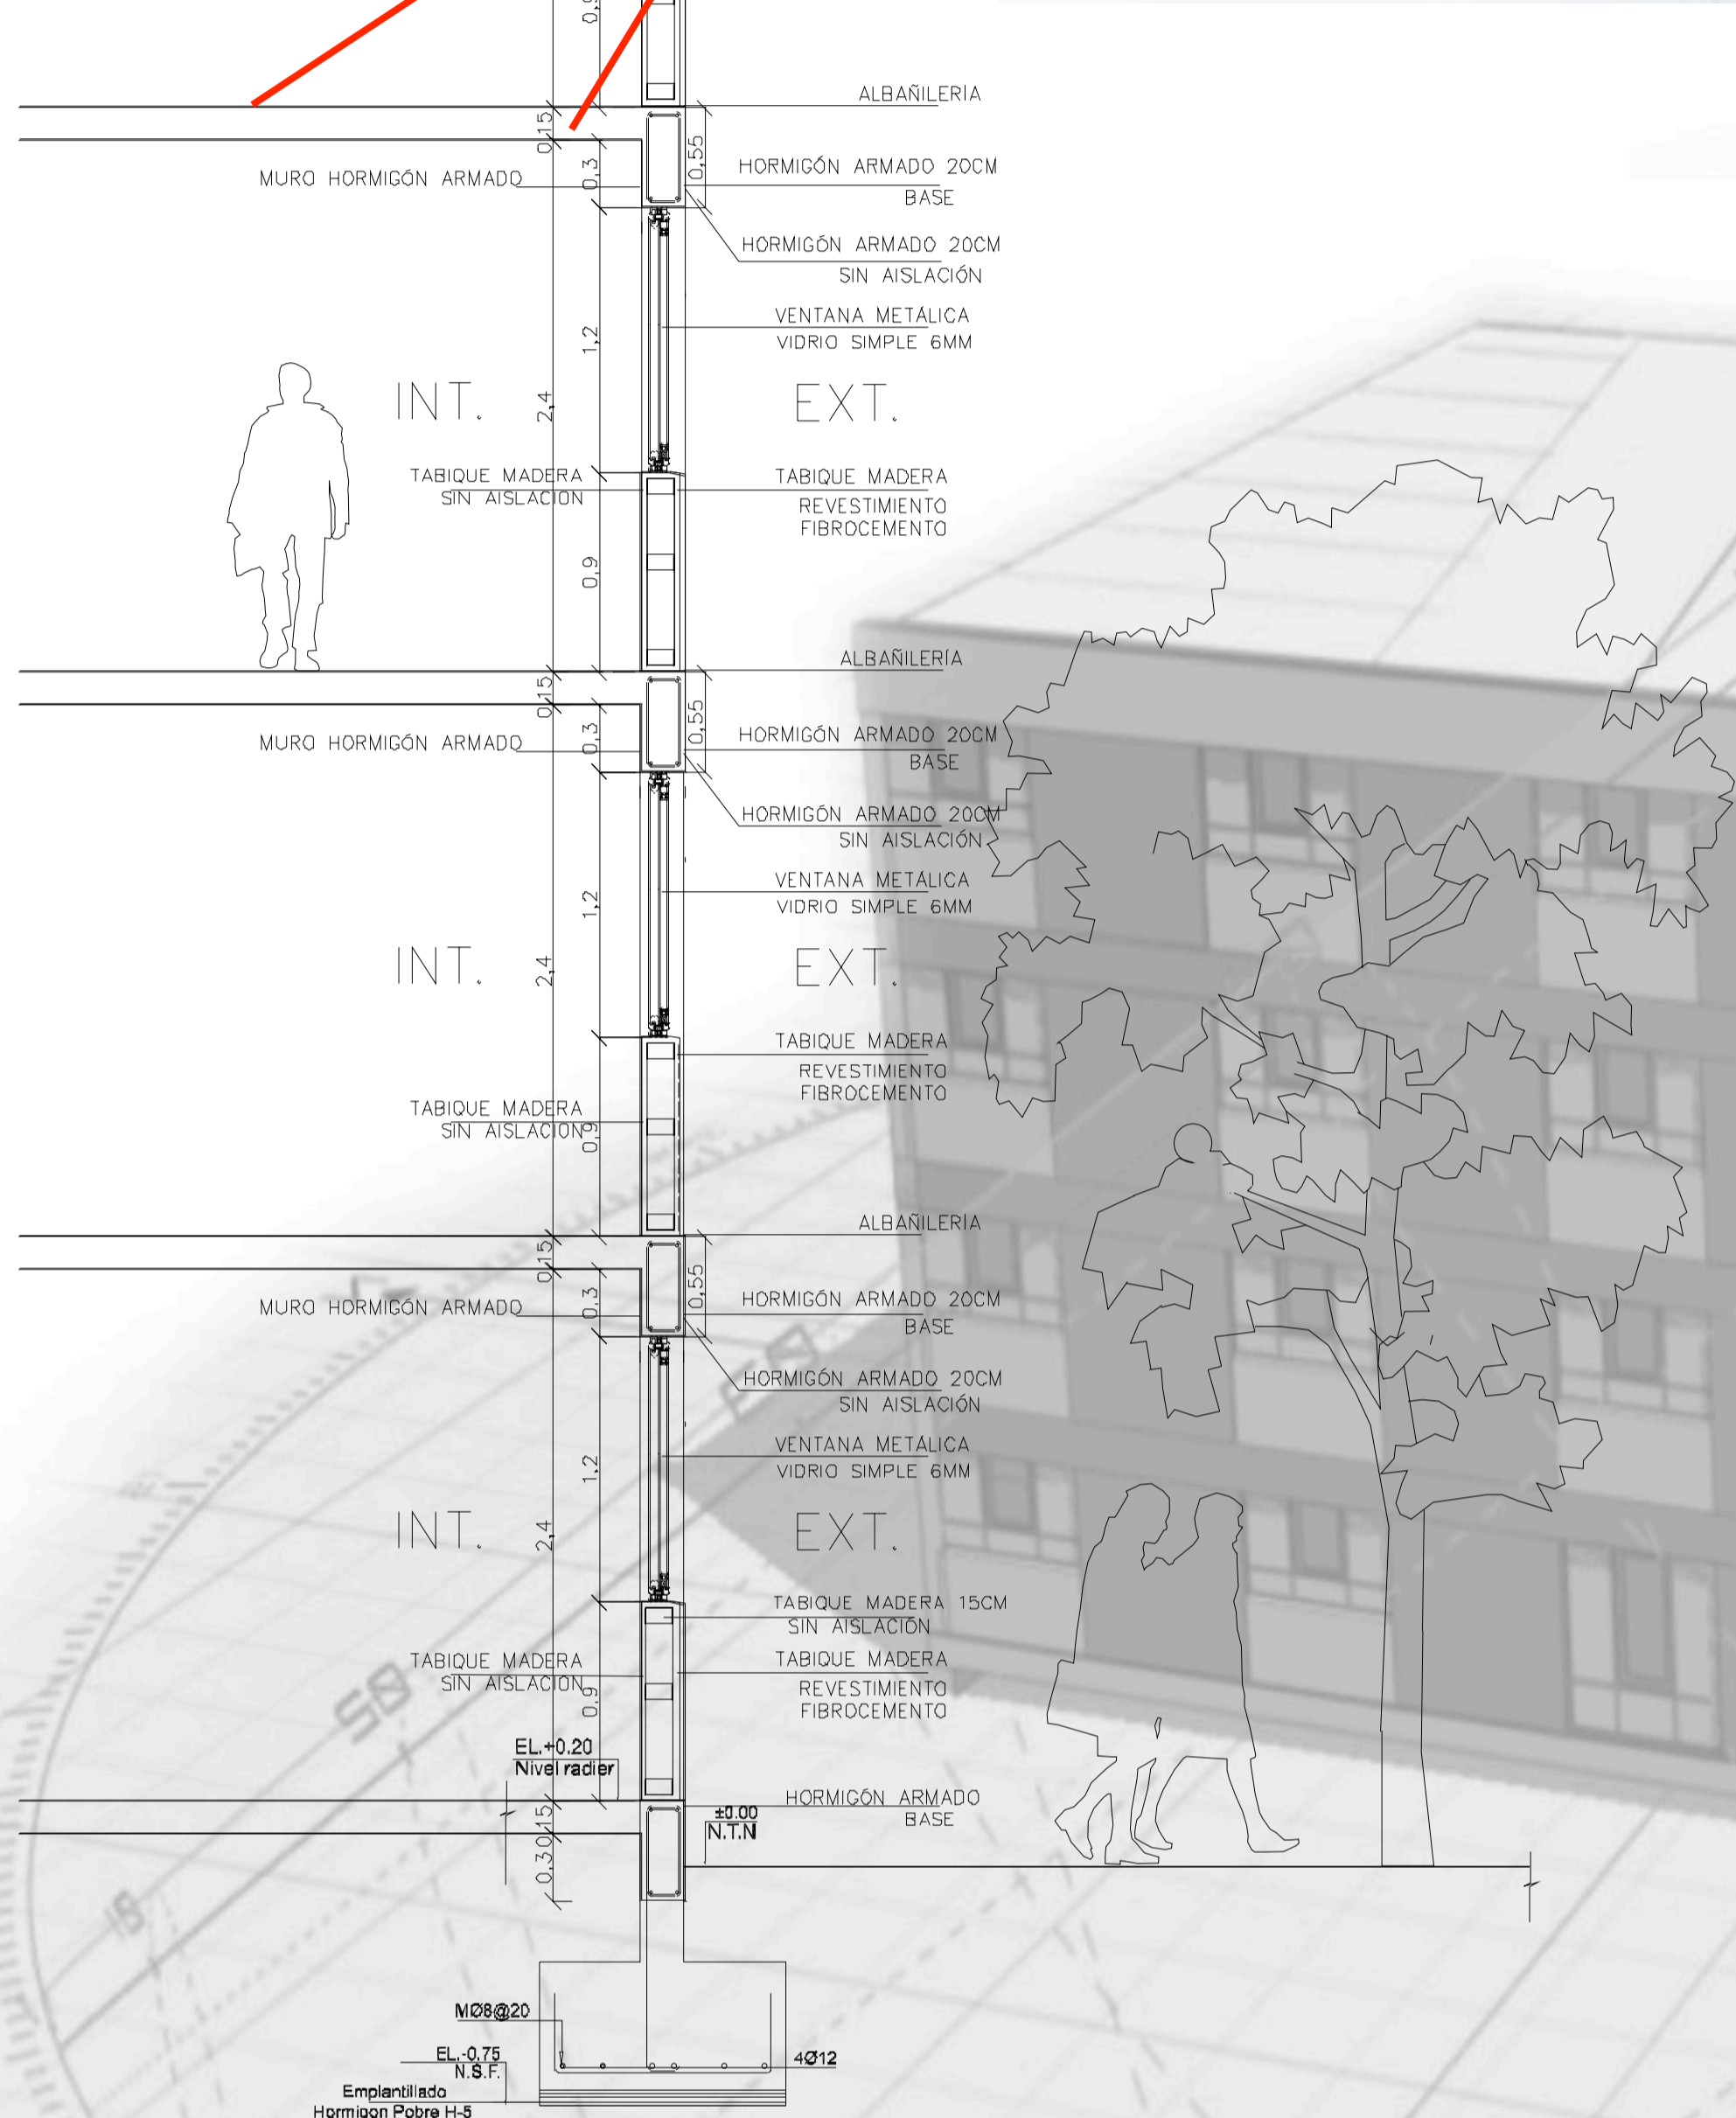 0,9
ALBAÑILERÍA
0,15
0,55
0,3
HORMIGÓN ARMADO 20CM
BASE
MURO HORMIGÓN ARMADO
HORMIGÓN ARMADO 20CM
SIN AISLACIÓN
VENTANA METÁLICA
VIDRIO SIMPLE 6MM
1,2
INT.
2,4
EXT.
TABIQUE MADERA
SIN AISLACION
TABIQUE MADERA
REVESTIMIENTO
FIBROCEMENTO
0,9
ALBAÑILERÍA
0,15
0,55
0,3
MURO HORMIGÓN ARMADO
HORMIGÓN ARMADO 20CM
BASE
HORMIGÓN ARMADO 20CM
SIN AISLACIÓN
VENTANA METÁLICA
VIDRIO SIMPLE 6MM
1,2
INT.
2,4
EXT.
TABIQUE MADERA
REVESTIMIENTO
FIBROCEMENTO
TABIQUE MADERA
SIN AISLACION
0,9
ALBAÑILERÍA
0,15
0,55
0,3
MURO HORMIGÓN ARMADO
HORMIGÓN ARMADO 20CM
BASE
HORMIGÓN ARMADO 20CM
SIN AISLACIÓN
VENTANA METÁLICA
VIDRIO SIMPLE 6MM
1,2
INT.
2,4
EXT.
TABIQUE MADERA 15CM
SIN AISLACIÓN
TABIQUE MADERA
SIN AISLACION
TABIQUE MADERA
REVESTIMIENTO
FIBROCEMENTO
0,9
EL.+0.20
Nivel radier
HORMIGÓN ARMADO
BASE
±0.00
N.T.N
0,15
0,30
MØ8@20
4Ø12
EL.-0.75
N.S.F.
Emplantillado
Hormigon Pobre H-5